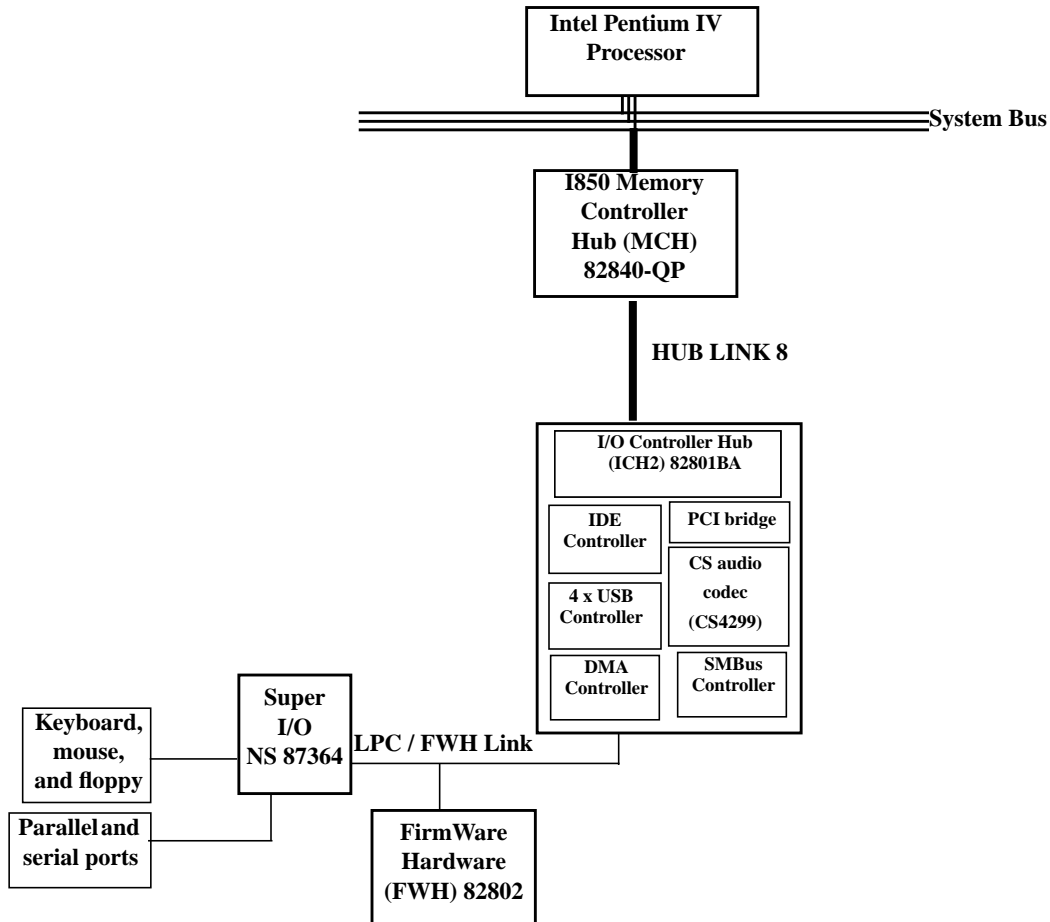 Intel Pentium IV
Processor
System Bus
I850 Memory
Controller
Hub (MCH)
82840-QP
HUB LINK 8
I/O Controller Hub
(ICH2) 82801BA
IDE
Controller
PCI bridge
CS audio
codec
(CS4299)
4 x USB
Controller
DMA
Controller
SMBus
Controller
Super
I/O
NS 87364
Keyboard,
mouse,
and floppy
LPC / FWH Link
Parallel and
serial ports
FirmWare
Hardware
(FWH) 82802